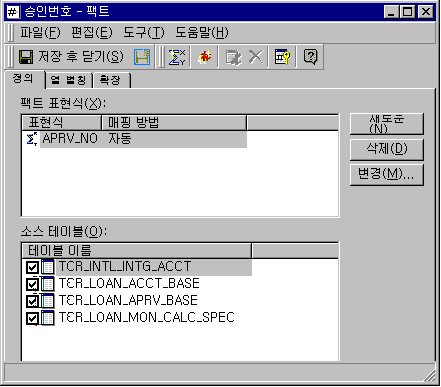 승인번호 - 팩트
파일(F) 편집(E) 도구(T) 도움말(H)
저장 후 닫기(S)
정의 열 별칭 확장
팩트 표현식(X):
표현식 매핑 방법
APRV_NO 자동
새도운(N)
삭제(D)
변경(M)...
소스 테이블(O):
테이블 이름
TCR_INTL_INTG_ACCT
TCR_LOAN_ACCT_BASE
TCR_LOAN_APRV_BASE
TCR_LOAN_MON_CALC_SPEC